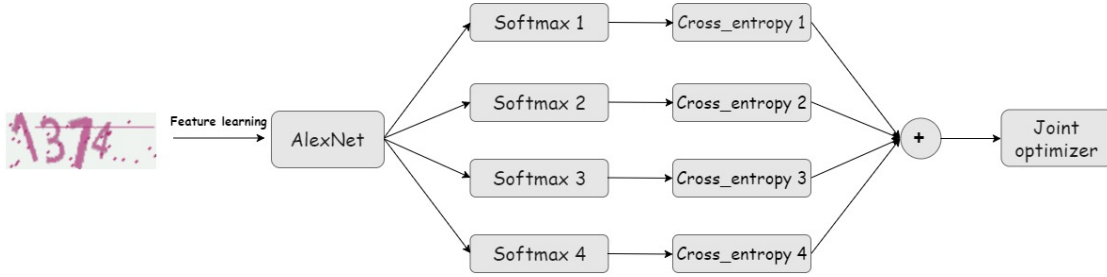 1374
Feature learning
AlexNet
Softmax 1
Cross_entropy 1
Softmax 2
Cross_entropy 2
Softmax 3
Cross_entropy 3
Softmax 4
Cross_entropy 4
+
Joint
optimizer